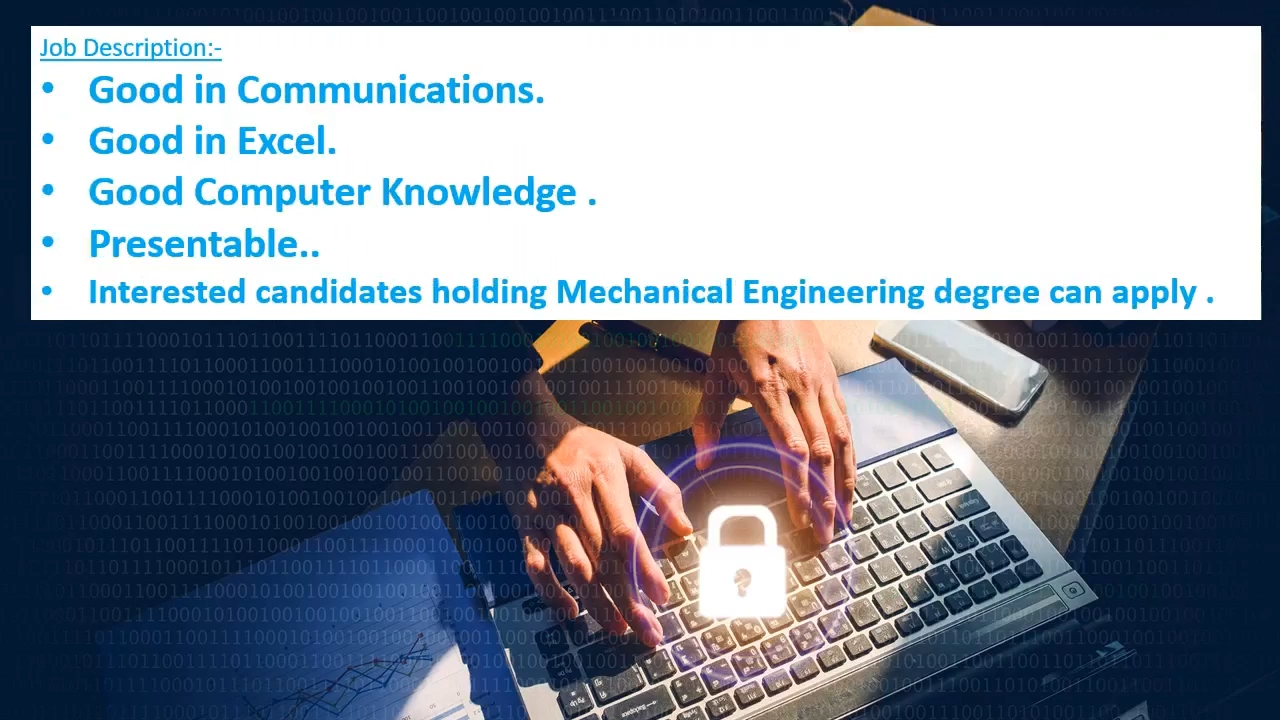 Job Description:-
• Good in Communications.
• Good in Excel.
• Good Computer Knowledge .
• Presentable..
• Interested candidates holding Mechanical Engineering degree can apply .